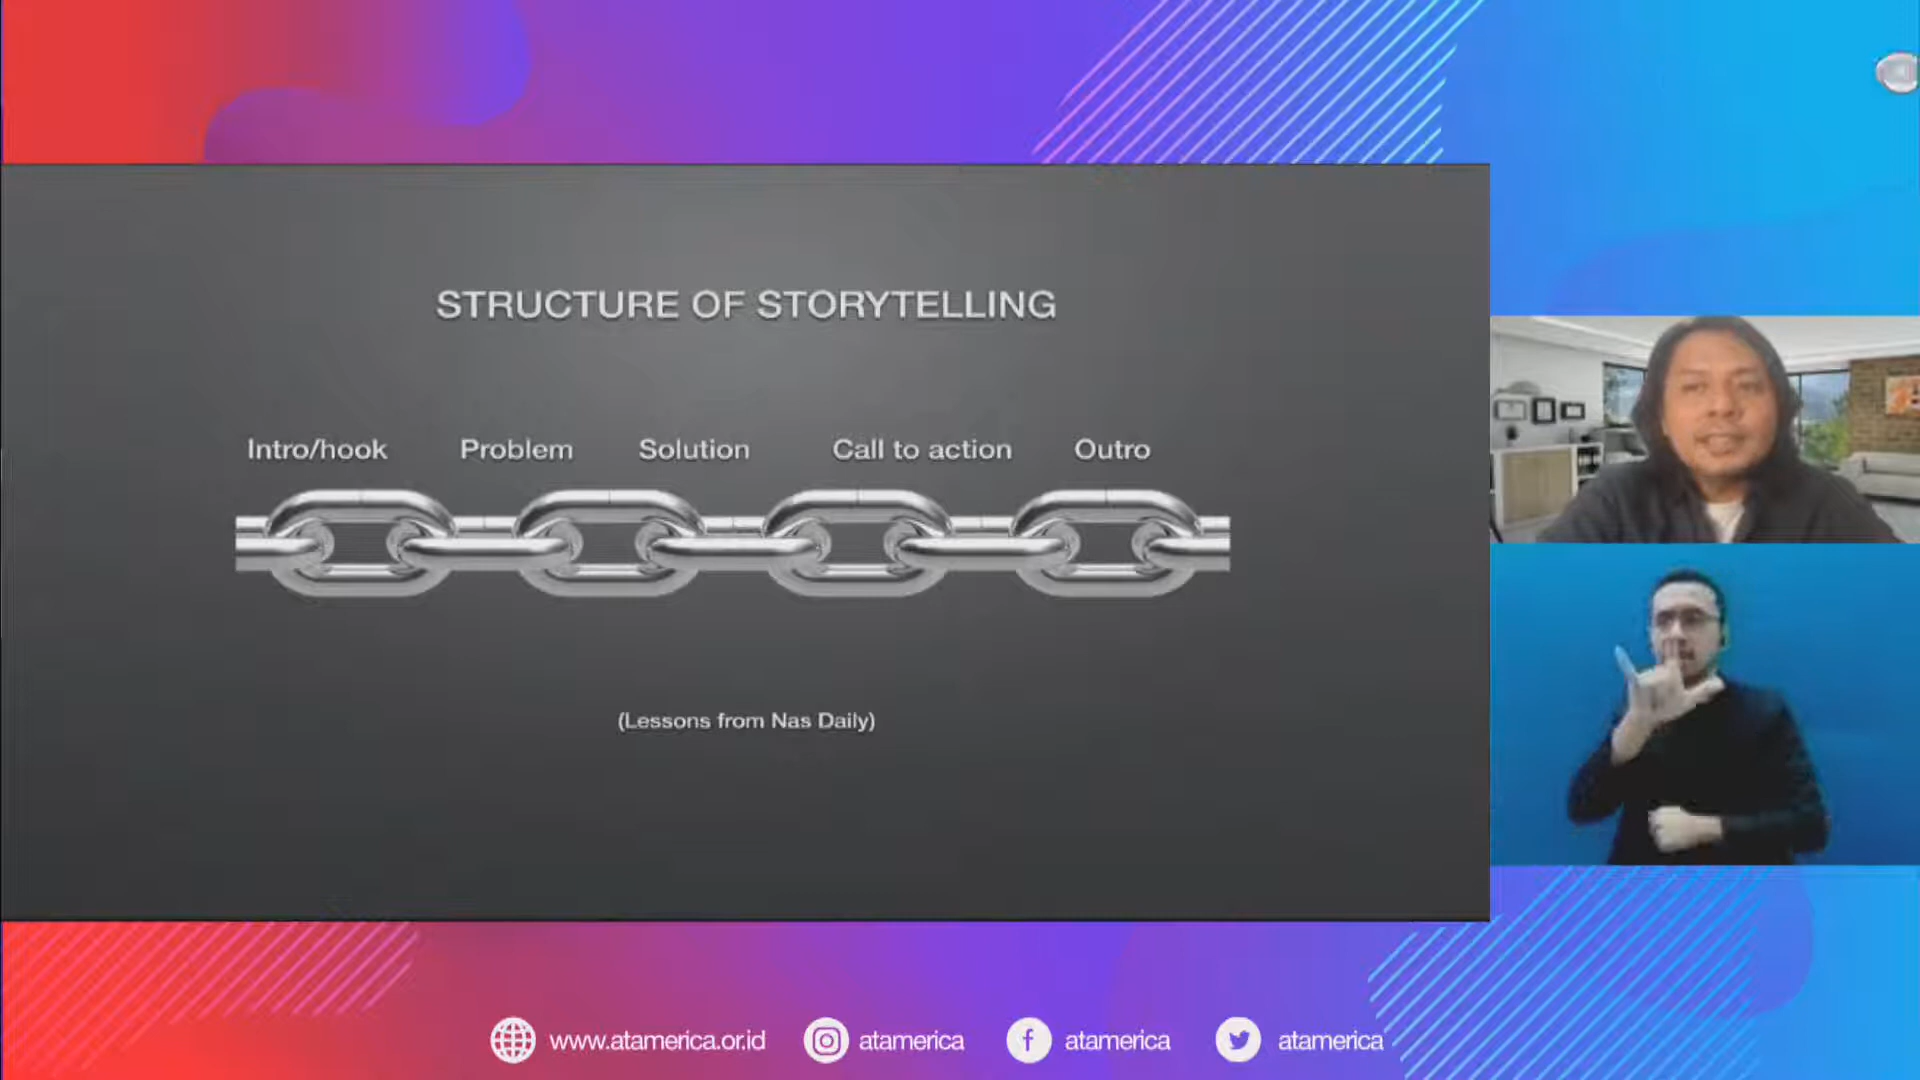 STRUCTURE OF STORYTELLING
Intro/hook Problem Solution Call to action Outro
(Lessons from Nas Daily)
www.atamerica.or.id atamerica atamerica atamerica